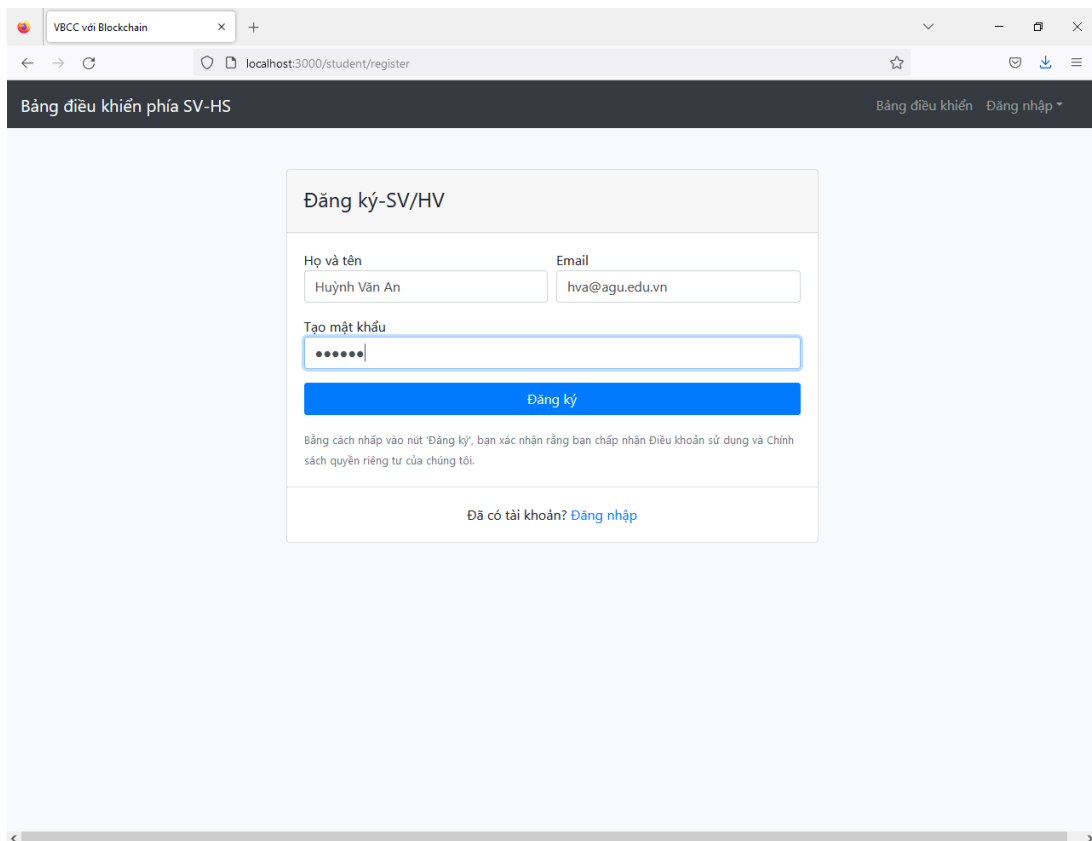 VBCC với Blockchain
localhost:3000/student/register
Bảng điều khiển phía SV-HS
Bảng điều khiển Đăng nhập
Đăng ký-SV/HV
Họ và tên Email
Huỳnh Văn An hva@agu.edu.vn
Tạo mật khẩu
••••••
Đăng ký
Bằng cách nhấp vào nút 'Đăng ký', bạn xác nhận rằng bạn chấp nhận Điều khoản sử dụng và Chính
sách quyền riêng tư của chúng tôi.
Đã có tài khoản? Đăng nhập